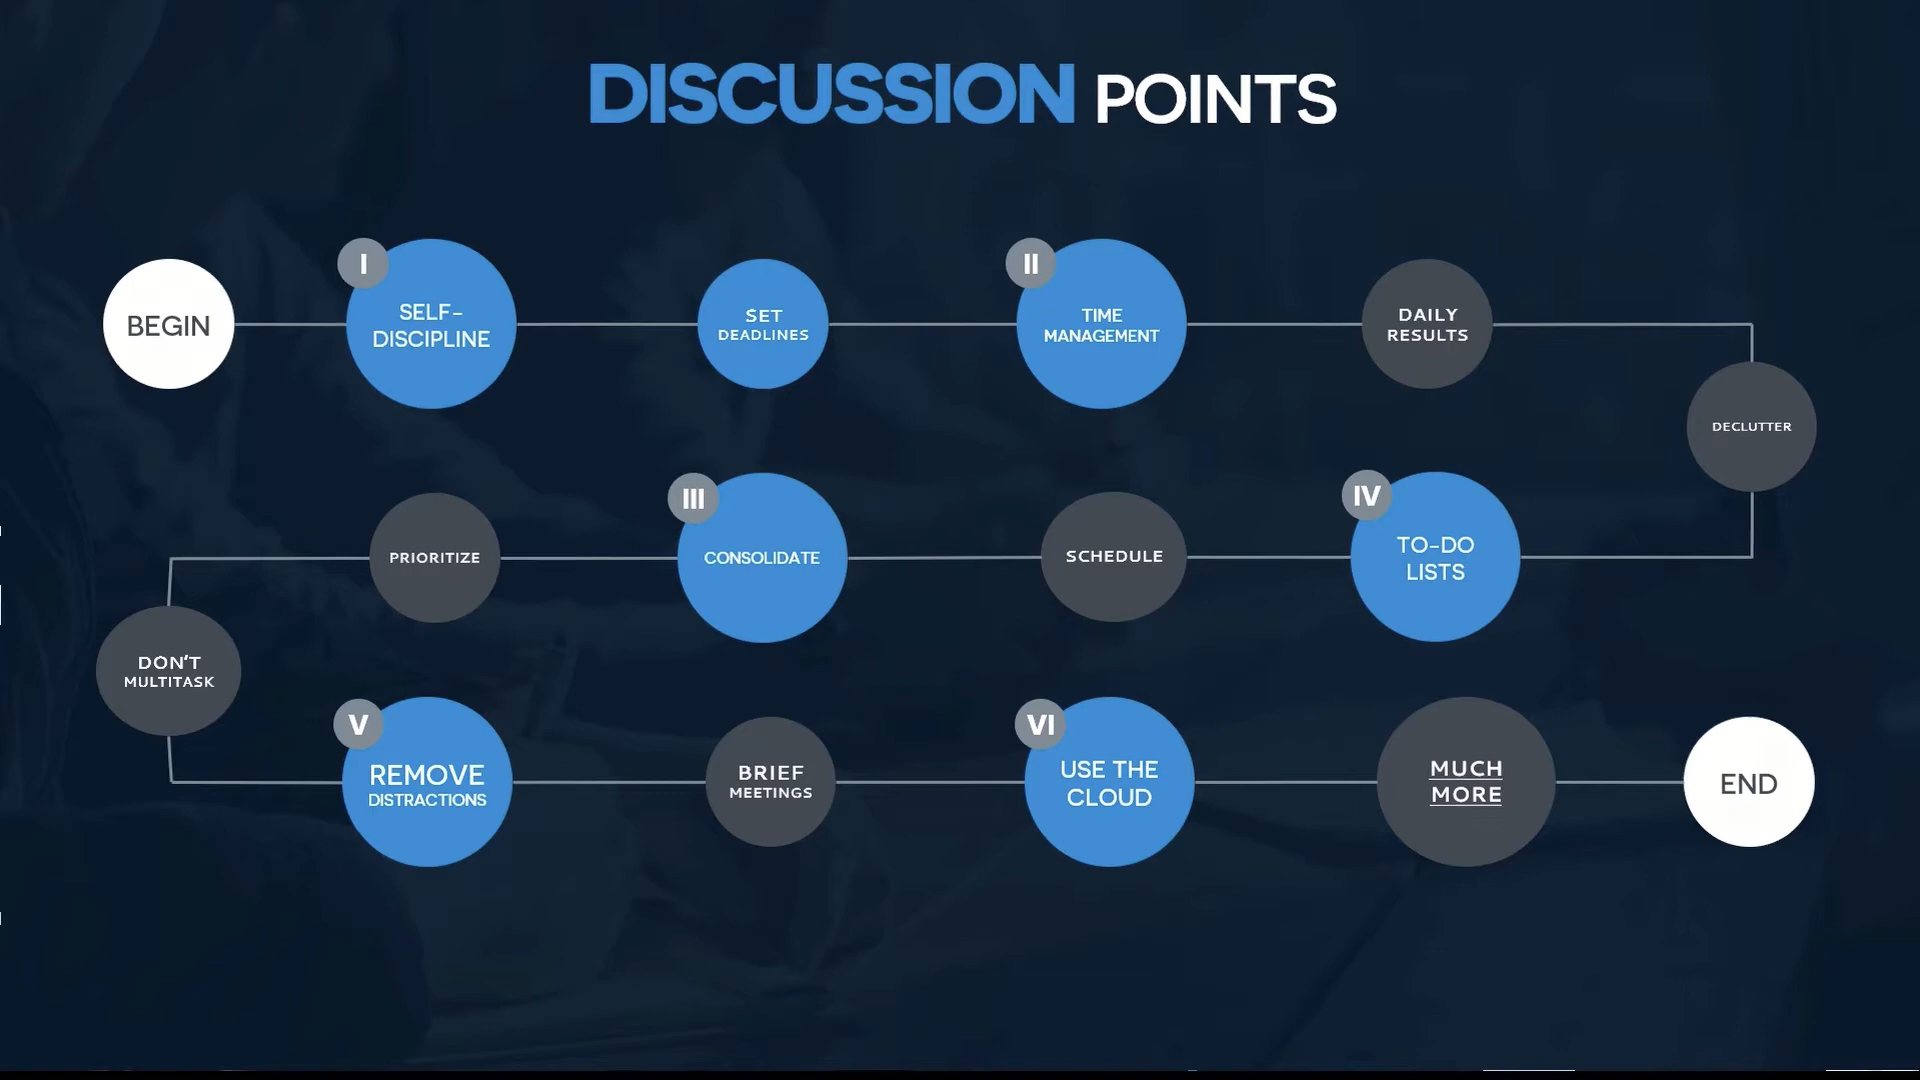 DISCUSSION POINTS
BEGIN
I
SELF-
DISCIPLINE
SET
DEADLINES
II
TIME
MANAGEMENT
DAILY
RESULTS
DECLUTTER
PRIORITIZE
III
CONSOLIDATE
SCHEDULE
IV
TO-DO
LISTS
DON'T
MULTITASK
V
REMOVE
DISTRACTIONS
BRIEF
MEETINGS
VI
USE THE
CLOUD
MUCH
MORE
END